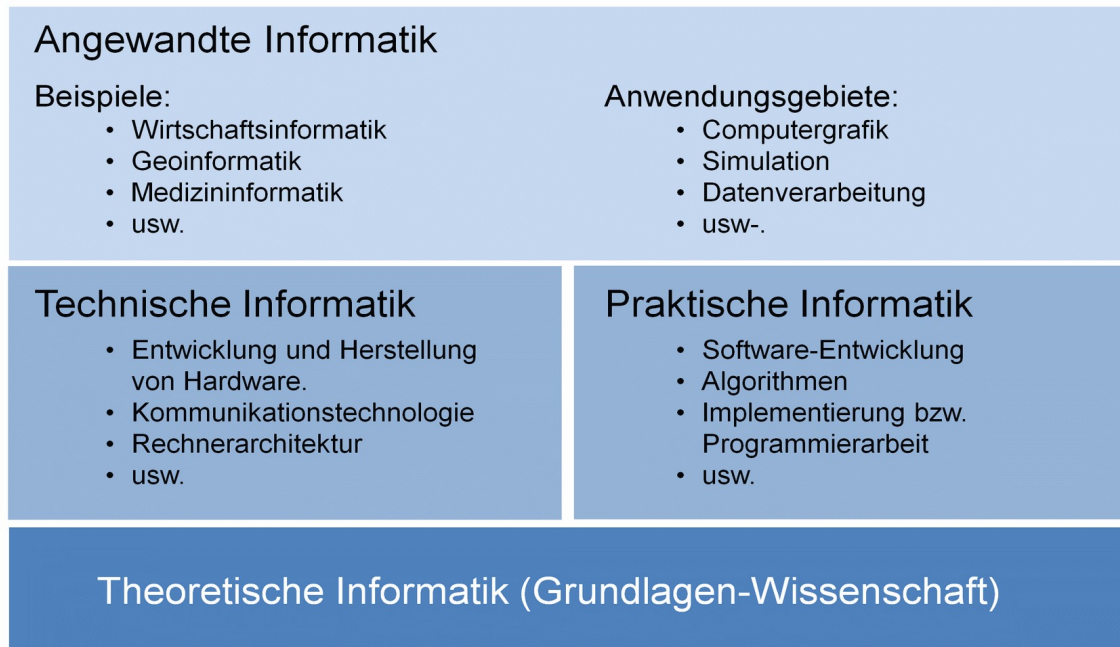 Angewandte Informatik
Beispiele:
• Wirtschaftsinformatik
• Geoinformatik
• Medizininformatik
• usw.
Anwendungsgebiete:
• Computergrafik
• Simulation
• Datenverarbeitung
• usw-.
Technische Informatik
• Entwicklung und Herstellung
von Hardware.
• Kommunikationstechnologie
• Rechnerarchitektur
• usw.
Praktische Informatik
• Software-Entwicklung
• Algorithmen
• Implementierung bzw.
Programmierarbeit
• usw.
Theoretische Informatik (Grundlagen-Wissenschaft)